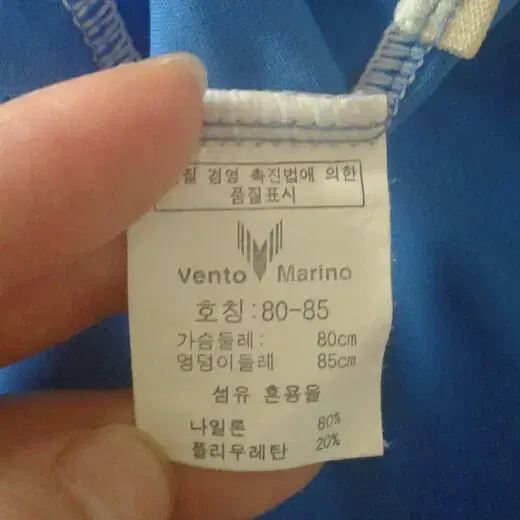 질 경영 촉진법애 의한
품질표시
Vento Marino
호칭:80-85
가슴둘레: 80cm
엉덩이둘레 85cm
섬유 혼용율
나일론 80%
폴리우레탄 20%